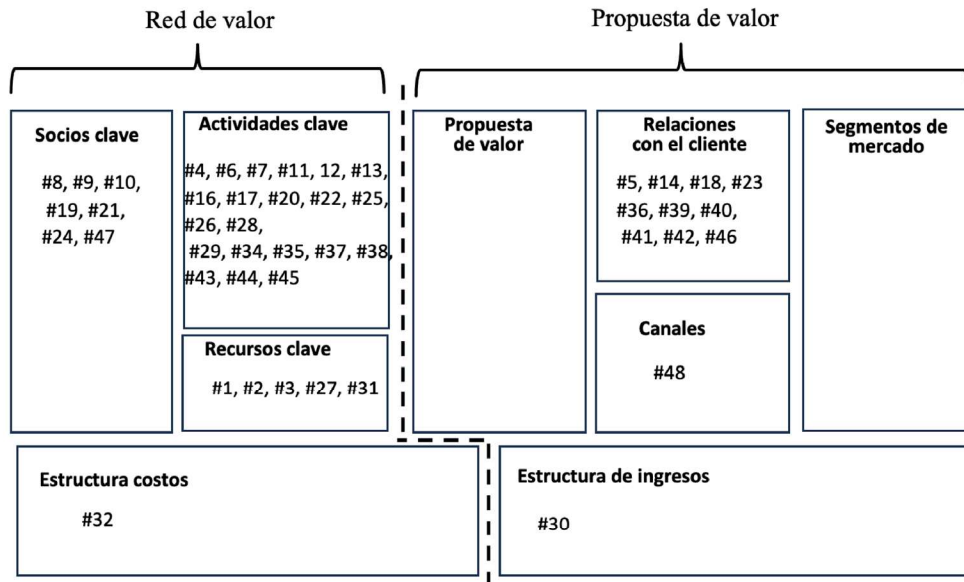 Red de valor
Propuesta de valor
Socios clave
#8, #9, #10,
#19, #21,
#24, #47
Actividades clave
#4, #6, #7, #11, 12, #13,
#16, #17, #20, #22, #25,
#26, #28,
#29, #34, #35, #37, #38,
#43, #44, #45
Recursos clave
#1, #2, #3, #27, #31
Propuesta
de valor
Relaciones
con el cliente
#5, #14, #18, #23
#36, #39, #40,
#41, #42, #46
Canales
#48
Segmentos de
mercado
Estructura costos
#32
Estructura de ingresos
#30